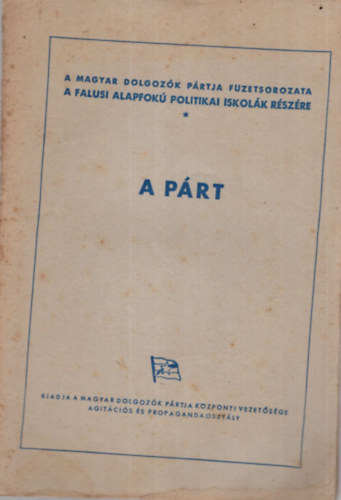 A MAGYAR DOLGOZÓK PÁRTJA FUZETSOROZATA
A FALUSI ALAPFOKÚ POLITIKAI ISKOLÁK RÉSZÉRE
*
A PÁRT
KIADJA A MAGYAR DOLGOZÓK PÁRTJA KÖZPONTI VEZETŐSÉGE
AGITÁCIÓS ÉS PROPAGANDA OSZTÁLY